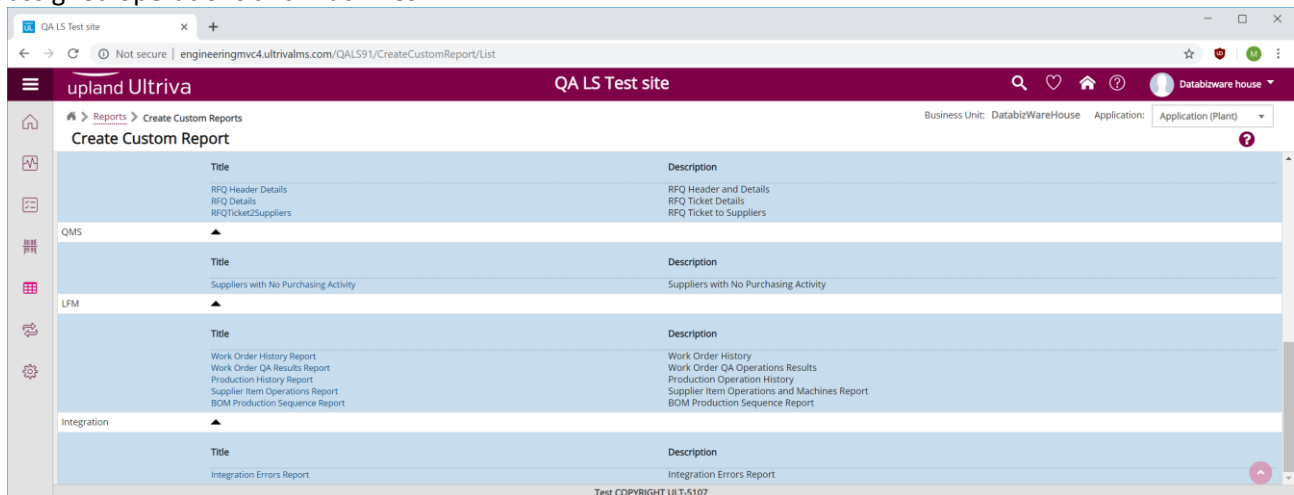 QA LS Test site
Not secure | engineeringmvc4.ultrivalms.com/QALS91/CreateCustomReport/List
upland Ultriva QA LS Test site Databizware house
Reports > Create Custom Reports Business Unit: DatabizWareHouse Application: Application (Plant)
Create Custom Report
Title Description
RFQ Header Details RFQ Header and Details
RFQ Details RFQ Ticket Details
RFQTicket2Suppliers RFQ Ticket to Suppliers
QMS
Title Description
Suppliers with No Purchasing Activity Suppliers with No Purchasing Activity
LFM
Title Description
Work Order History Report Work Order History
Work Order QA Results Report Work Order QA Operations Results
Production History Report Production Operation History
Supplier Item Operations Report Supplier Item Operations and Machines Report
BOM Production Sequence Report BOM Production Sequence Report
Integration
Title Description
Integration Errors Report Integration Errors Report
Test COPYRIGHT ULT-5107